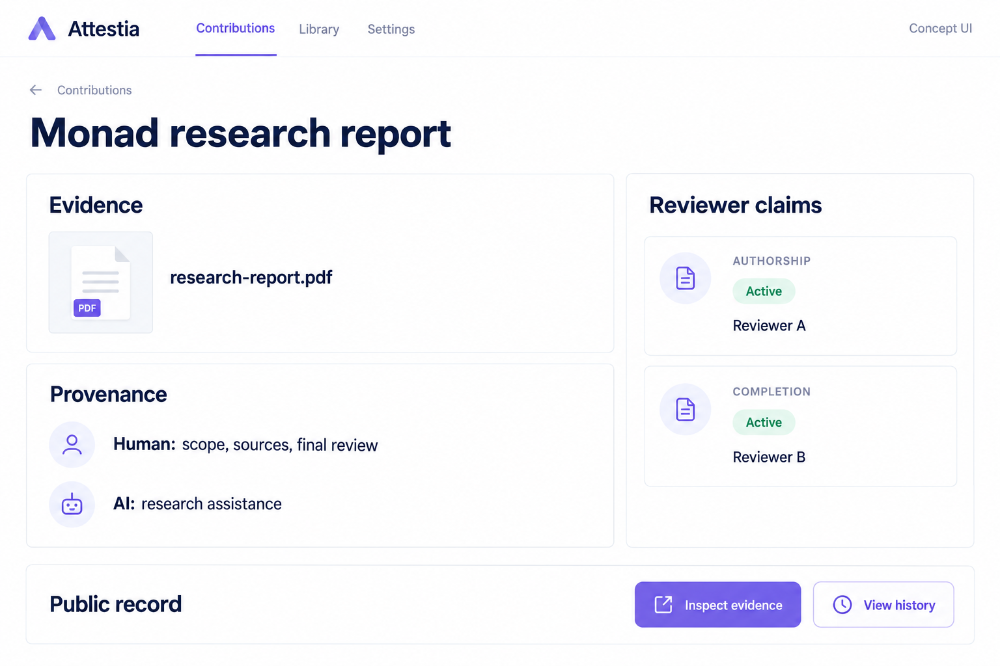 Attestia
Contributions
Library
Settings
Concept UI
Contributions
Monad research report
Evidence
PDF
research-report.pdf
Provenance
Human: scope, sources, final review
AI: research assistance
Reviewer claims
AUTHORSHIP
Active
Reviewer A
COMPLETION
Active
Reviewer B
Public record
Inspect evidence
View history